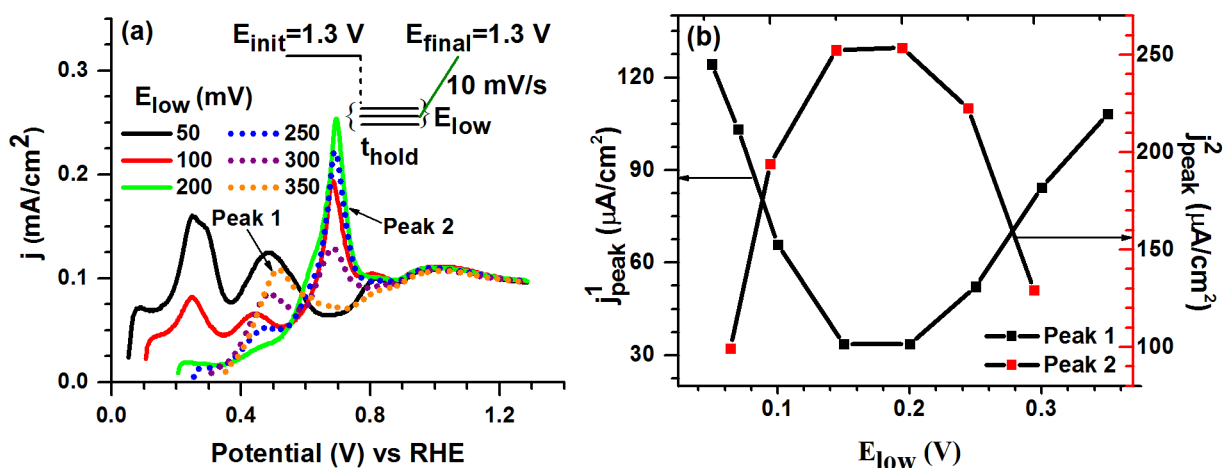 (a)
E_init=1.3 V
E_final=1.3 V
10 mV/s
E_low
t_hold
E_low (mV)
50
250
100
300
200
350
Peak 1
Peak 2
j (mA/cm²)
0.3
0.2
0.1
0.0
0.0
0.4
0.8
1.2
Potential (V) vs RHE
(b)
j¹_peak (µA/cm²)
120
90
60
30
j²_peak (µA/cm²)
250
200
150
100
Peak 1
Peak 2
0.1
0.2
0.3
E_low (V)